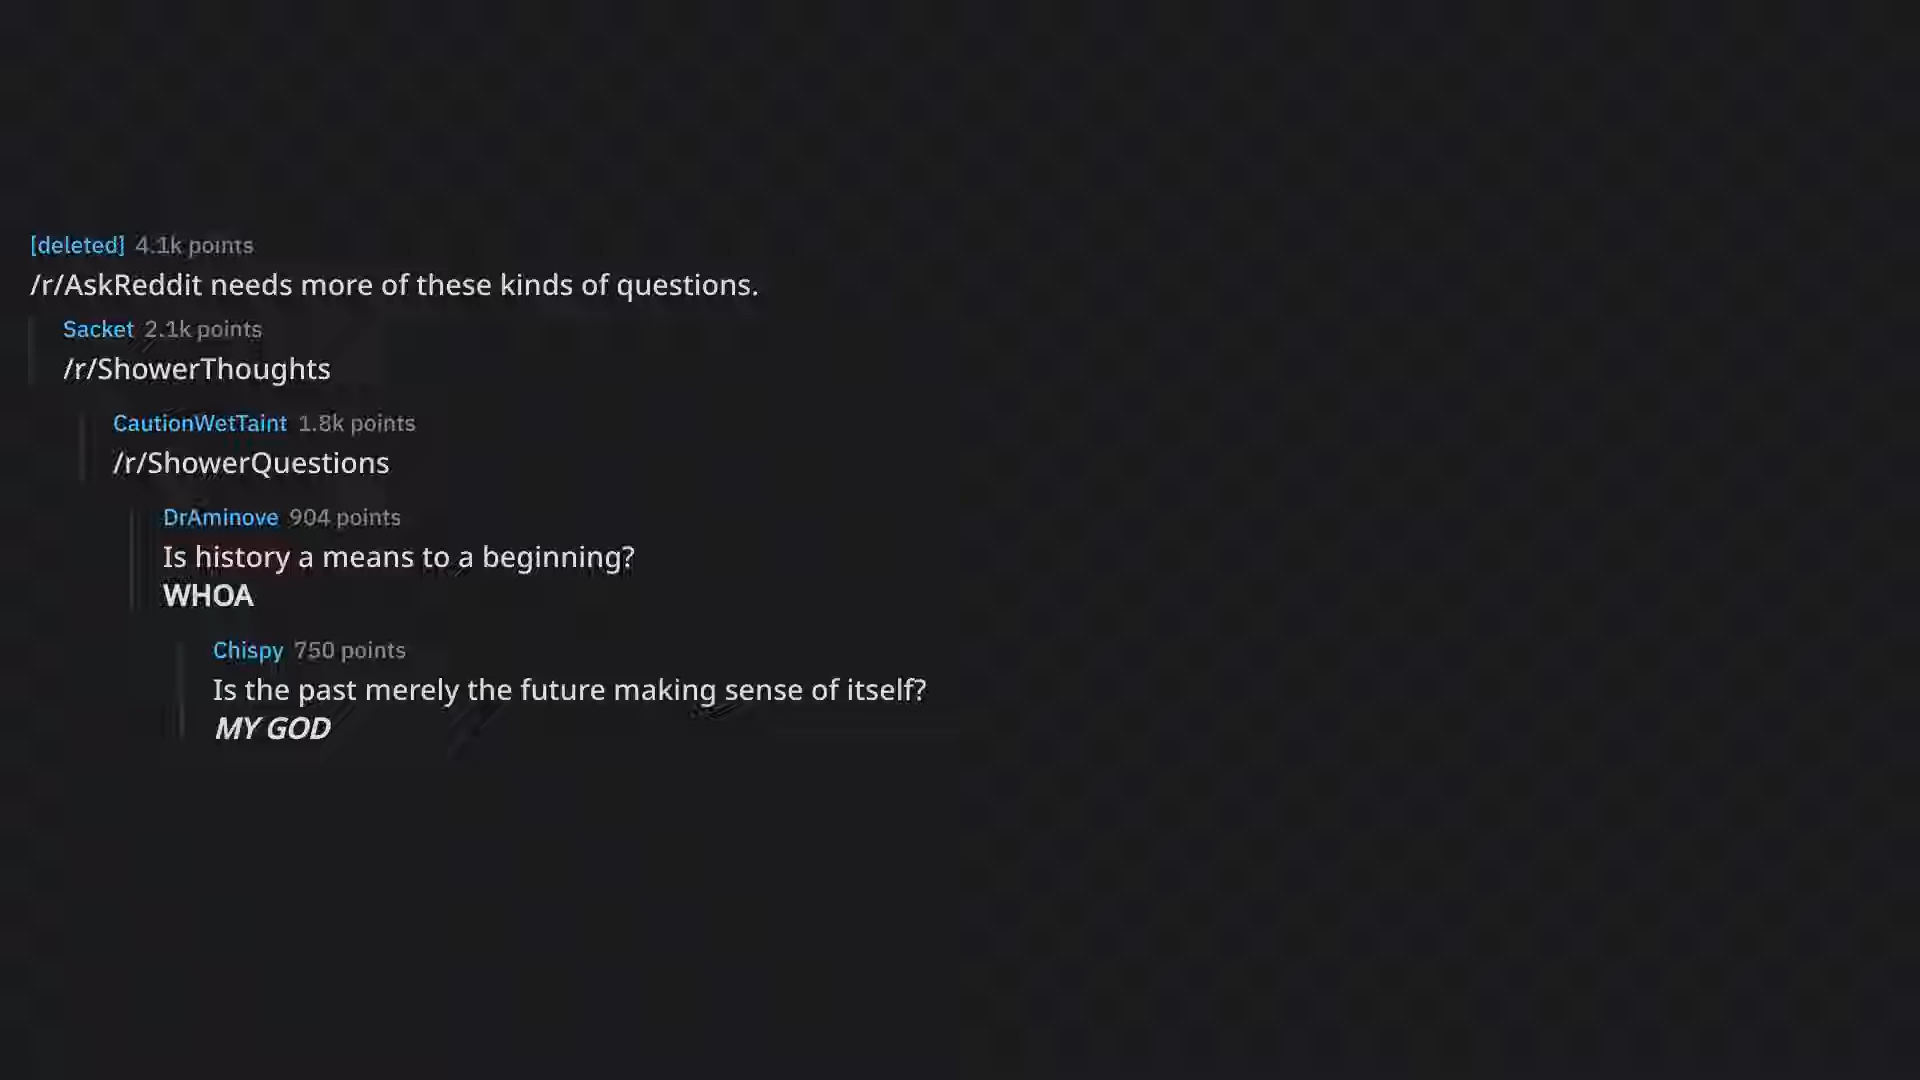 [deleted] 4.1k points
/r/AskReddit needs more of these kinds of questions.
Sacket 2.1k points
/r/ShowerThoughts
CautionWetTaint 1.8k points
/r/ShowerQuestions
DrAminove 904 points
Is history a means to a beginning?
WHOA
Chispy 750 points
Is the past merely the future making sense of itself?
MY GOD